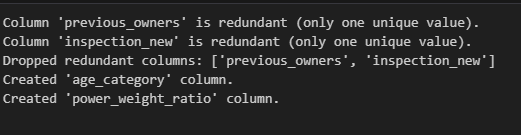 Column 'previous_owners' is redundant (only one unique value).
Column 'inspection_new' is redundant (only one unique value).
Dropped redundant columns: ['previous_owners', 'inspection_new']
Created 'age_category' column.
Created 'power_weight_ratio' column.